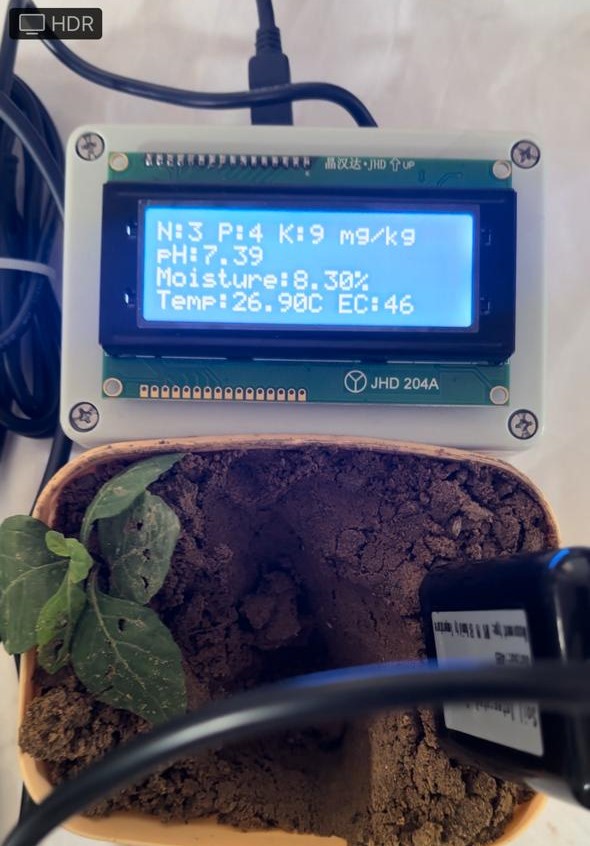 HDR
晶汉达·JHD⇧UP
N:3 P:4 K:9 mg/kg
pH:7.39
Moisture:8.30%
Temp:26.90C EC:46
JHD 204A